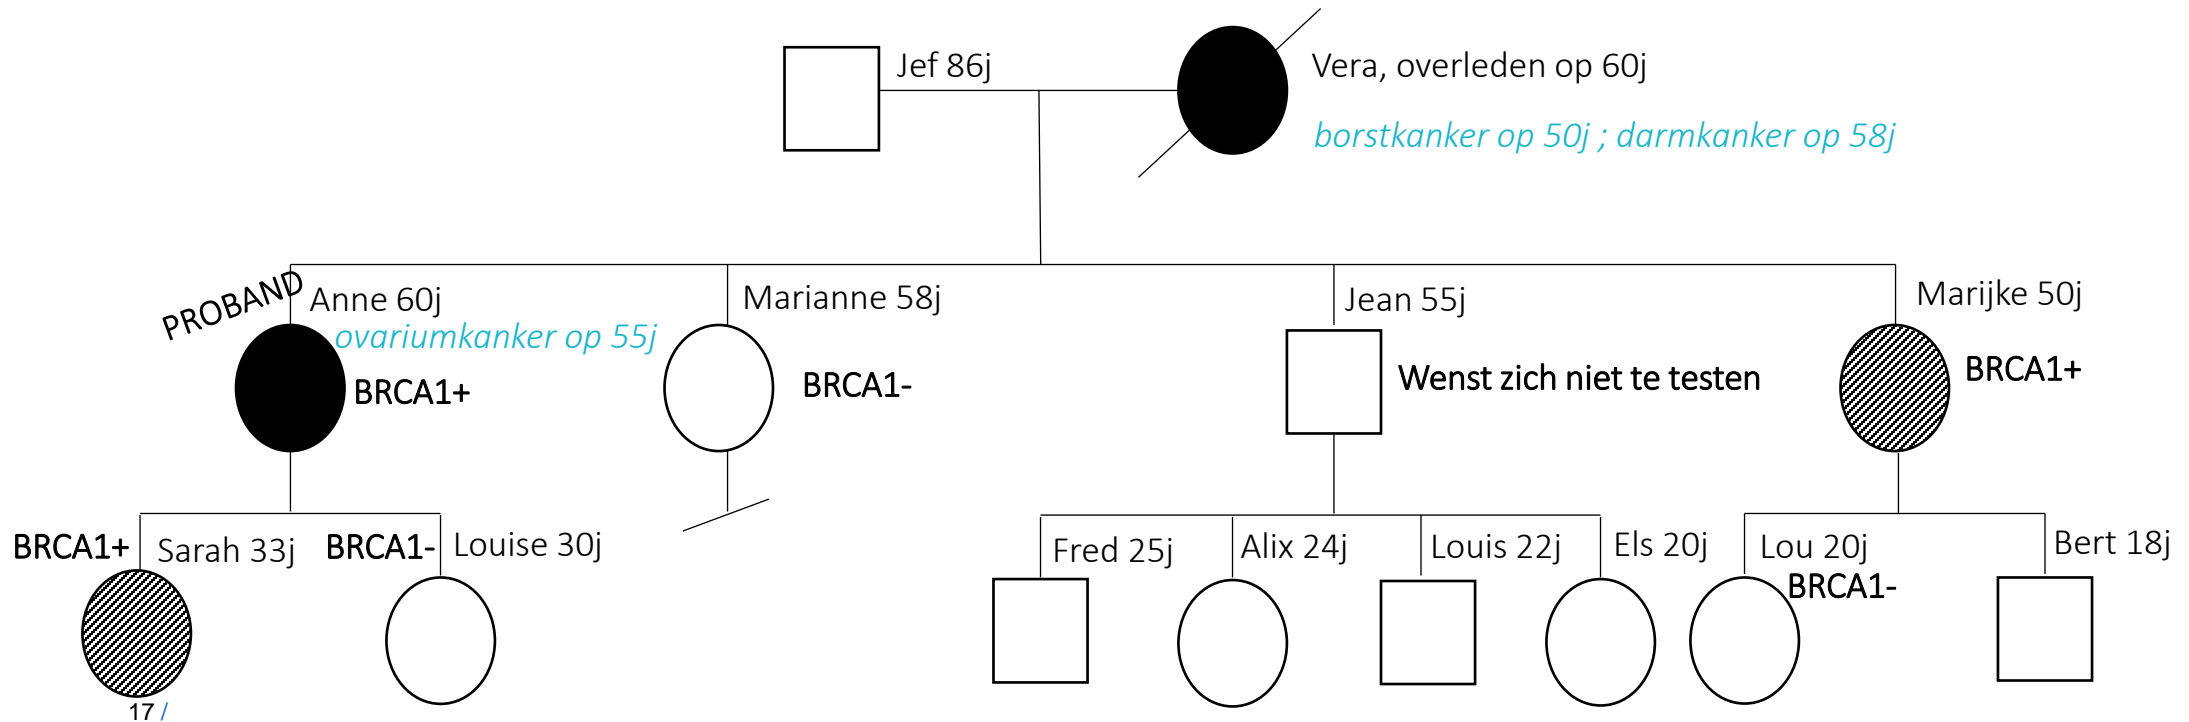 Jef 86j
Vera, overleden op 60j
borstkanker op 50j ; darmkanker op 58j
PROBAND
Anne 60j
ovariumkanker op 55j
BRCA1+
Marianne 58j
BRCA1-
Jean 55j
Wenst zich niet te testen
Marijke 50j
BRCA1+
BRCA1+
Sarah 33j
BRCA1-
Louise 30j
Fred 25j
Alix 24j
Louis 22j
Els 20j
Lou 20j
BRCA1-
Bert 18j
17 /